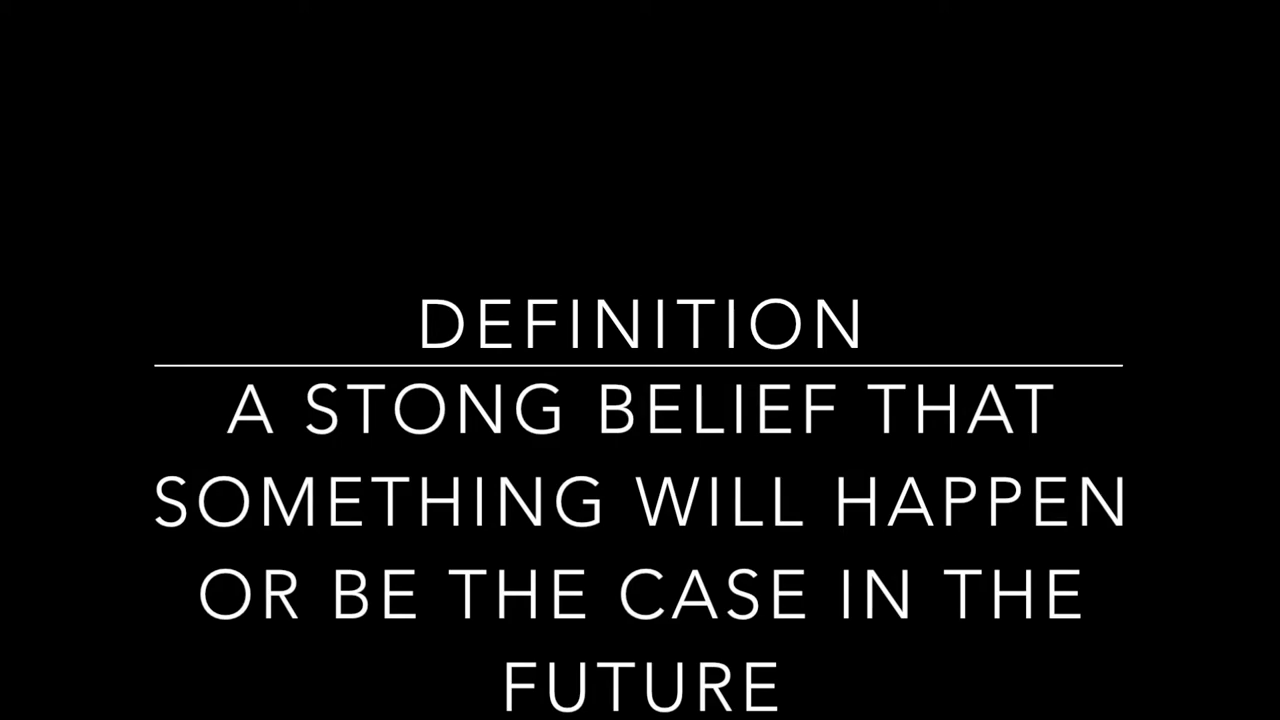 DEFINITION
A STONG BELIEF THAT
SOMETHING WILL HAPPEN
OR BE THE CASE IN THE
FUTURE